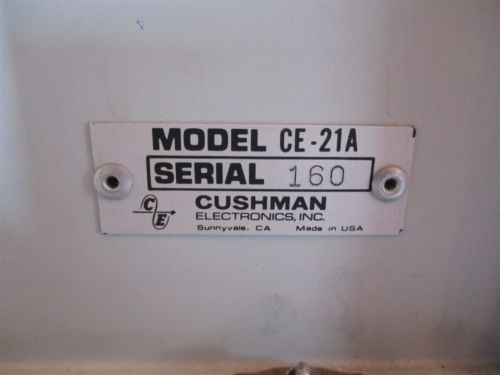 MODEL CE-21A
SERIAL 160
CE CUSHMAN
ELECTRONICS, INC.
Sunnyvale, CA Made in USA